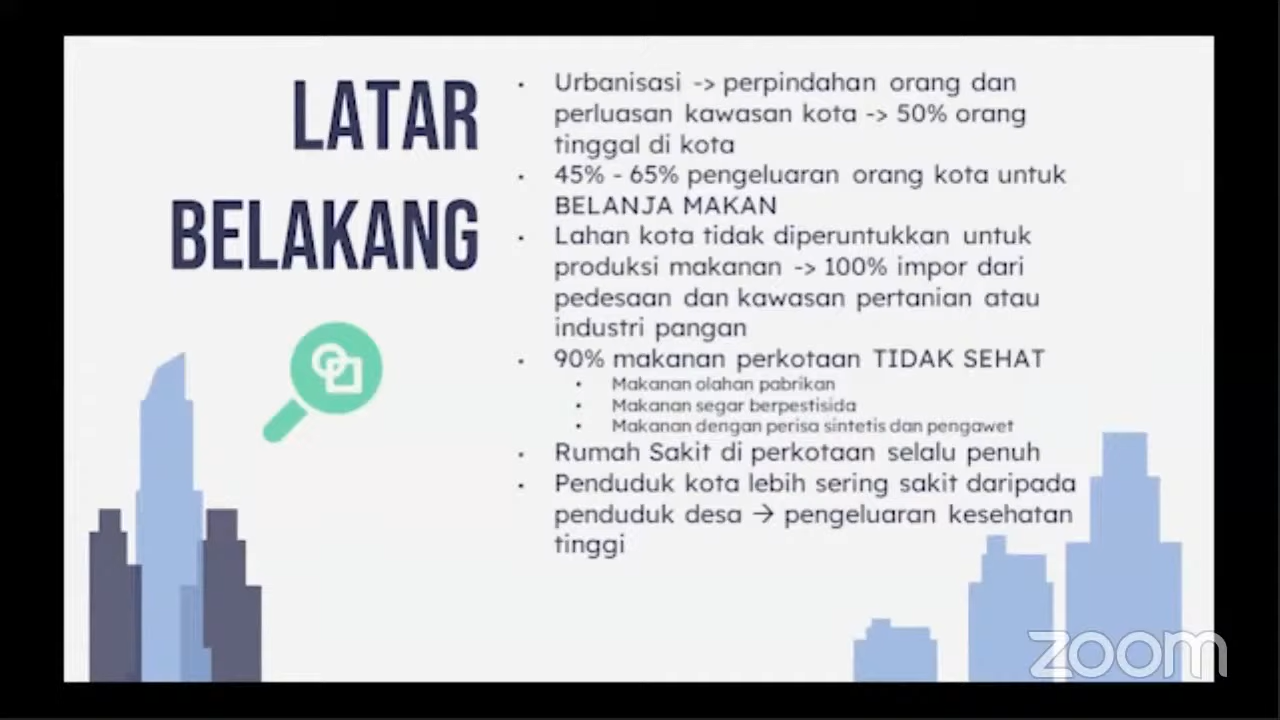 LATAR
BELAKANG
• Urbanisasi -> perpindahan orang dan
perluasan kawasan kota -> 50% orang
tinggal di kota
• 45% - 65% pengeluaran orang kota untuk
BELANJA MAKAN
• Lahan kota tidak diperuntukkan untuk
produksi makanan -> 100% impor dari
pedesaan dan kawasan pertanian atau
industri pangan
• 90% makanan perkotaan TIDAK SEHAT
• Makanan olahan pabrikan
• Makanan segar berpestisida
• Makanan dengan perisa sintetis dan pengawet
• Rumah Sakit di perkotaan selalu penuh
• Penduduk kota lebih sering sakit daripada
penduduk desa → pengeluaran kesehatan
tinggi
zoom